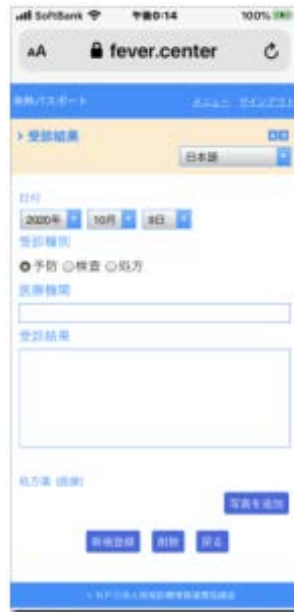 SoftBank 午後0:14 100%
AA fever.center
発熱パスポート メニュー サインアウト
> 受診結果
日本語
日付
2020年 10月 8日
受診種別
予防 検査 処方
医療機関
受診結果
処方薬 (画像)
写真を追加
新規登録 削除 戻る